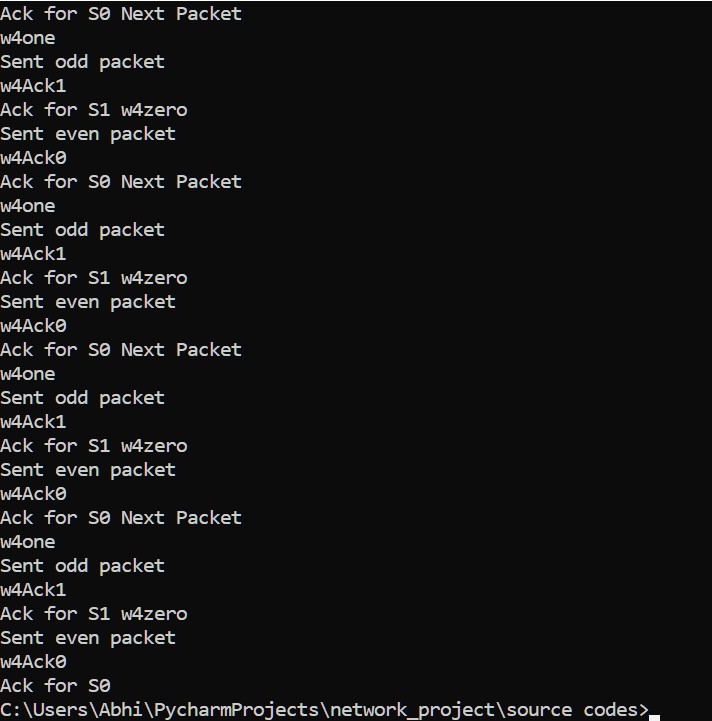 Ack for S0 Next Packet
w4one
Sent odd packet
w4Ack1
Ack for S1 w4zero
Sent even packet
w4Ack0
Ack for S0 Next Packet
w4one
Sent odd packet
w4Ack1
Ack for S1 w4zero
Sent even packet
w4Ack0
Ack for S0 Next Packet
w4one
Sent odd packet
w4Ack1
Ack for S1 w4zero
Sent even packet
w4Ack0
Ack for S0 Next Packet
w4one
Sent odd packet
w4Ack1
Ack for S1 w4zero
Sent even packet
w4Ack0
Ack for S0
C:\Users\Abhi\PycharmProjects\network_project\source codes>